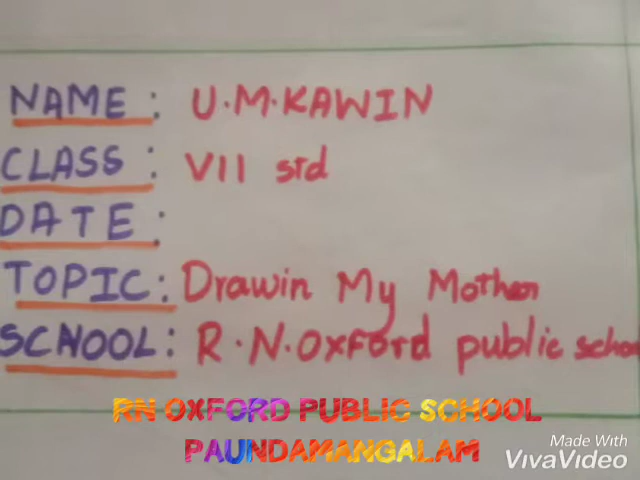 NAME : U.M.KAWIN
CLASS : VII std
DATE :
TOPIC: Drawin My Mother
SCHOOL: R.N.Oxford public schoo
RN OXFORD PUBLIC SCHOOL
PAUNDAMANGALAM
Made With
VivaVideo